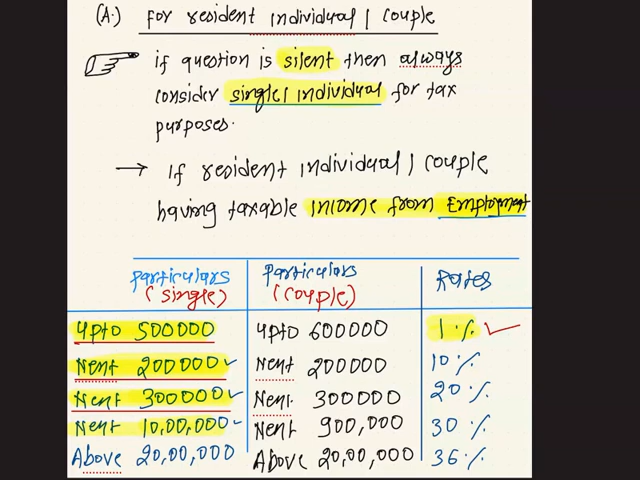 (A.) For resident Individual | couple
if question is silent then always
consider single | individual for tax
purposes.
→ If resident Individual | couple
having taxable income from Employment
Particulars (single) Particulars (couple) Rates
Upto 500000 Upto 600000 1%
Next 200000 Next 200000 10%
Next 300000 Next 300000 20%
Next 10,00,000 Next 900,000 30%
Above 20,00,000 Above 20,00,000 36%